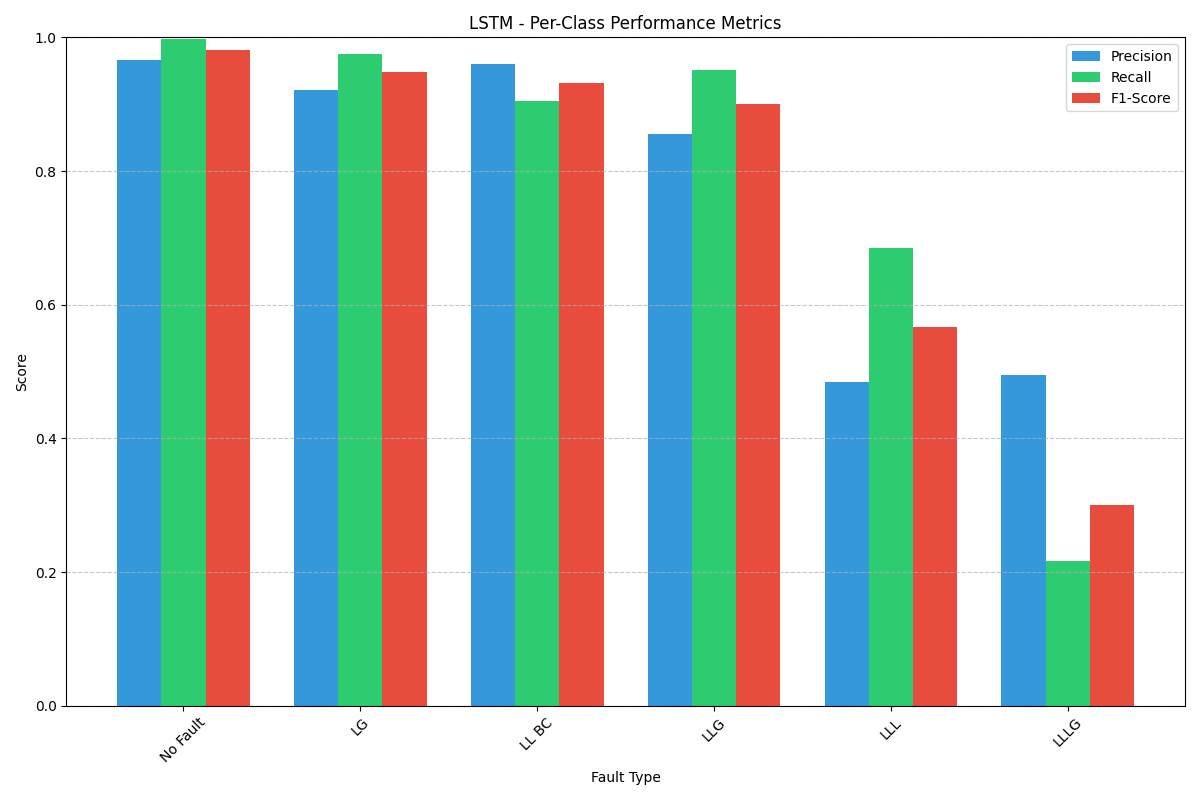 LSTM - Per-Class Performance Metrics
Precision
Recall
F1-Score
1.0
0.8
0.6
0.4
0.2
0.0
Score
No Fault
LG
LL BC
LLG
LLL
LLLG
Fault Type